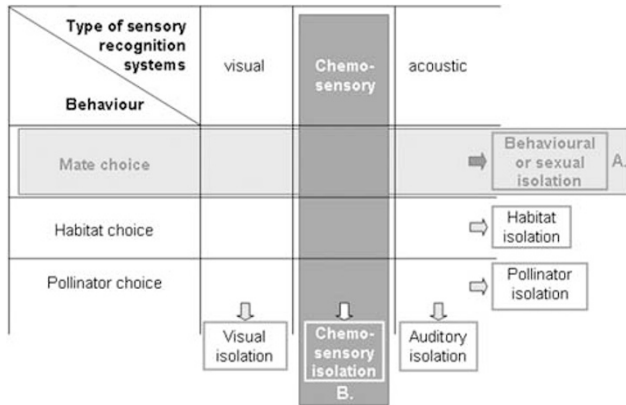 Type of sensory
recognition
systems
Behaviour
visual
Chemo-
sensory
acoustic
Mate choice
Behavioural
or sexual
isolation
A.
Habitat choice
Habitat
isolation
Pollinator choice
Pollinator
isolation
Visual
isolation
Chemo-
sensory
isolation
Auditory
isolation
B.